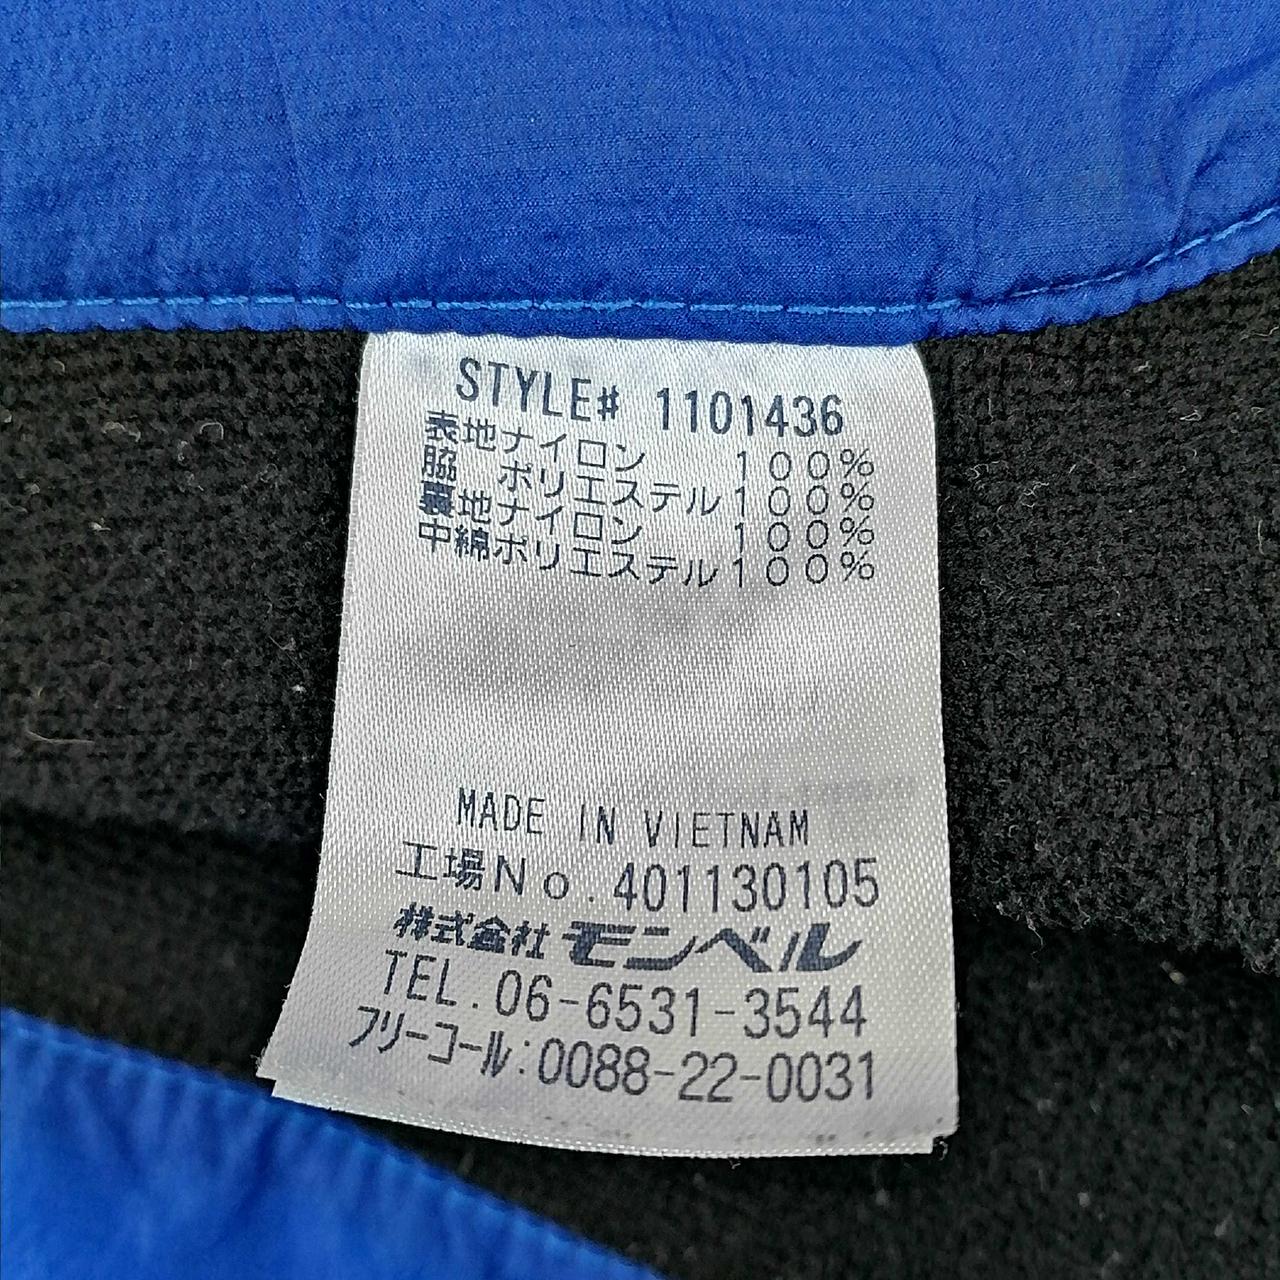 STYLE# 1101436
表地ナイロン 100%
脇 ポリエステル100%
裏地ナイロン 100%
中綿ポリエステル100%
MADE IN VIETNAM
工場No.401130105
株式会社モンベル
TEL.06-6531-3544
フリーコール:0088-22-0031